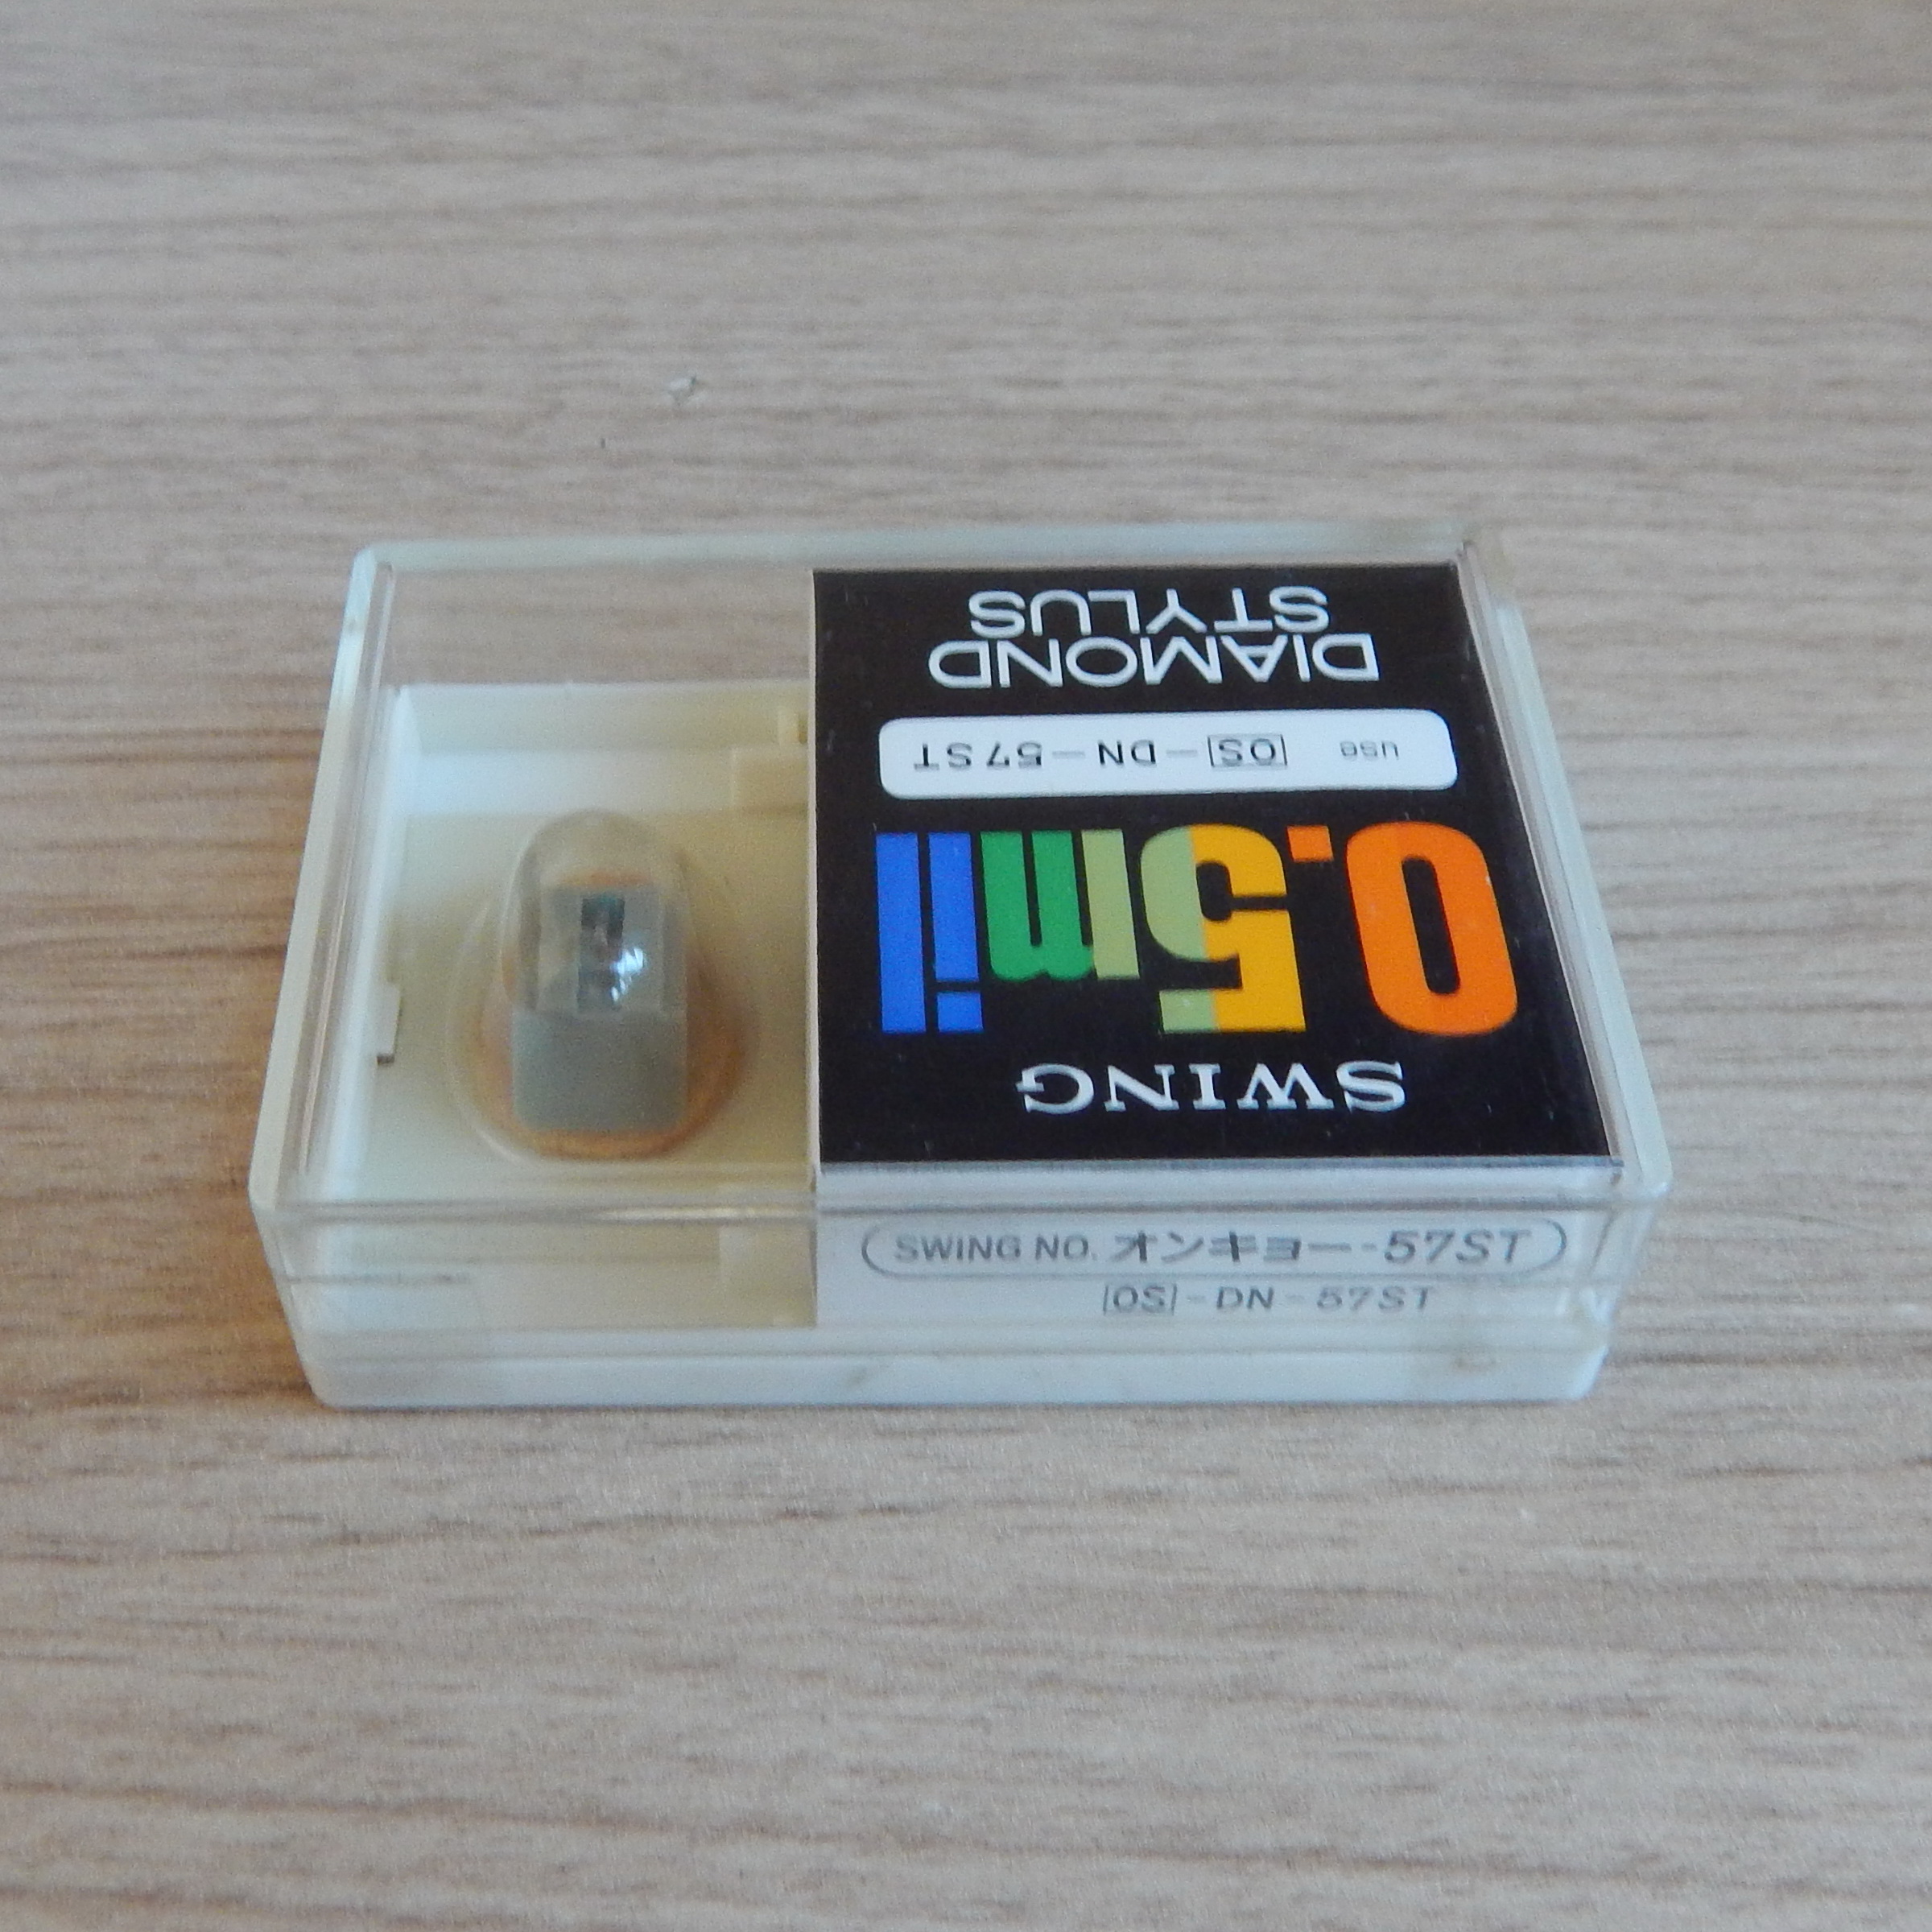 SWING
0.5mil
use OS-DN-57ST
DIAMOND
STYLUS
SWING NO. オンキョー-57ST
OS-DN-57ST